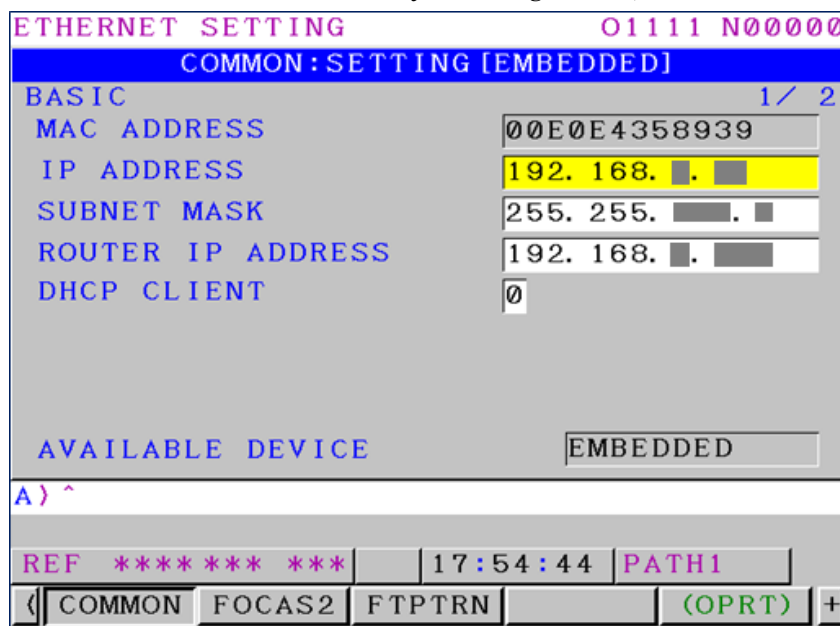 ETHERNET SETTING O1111 N00000
COMMON:SETTING[EMBEDDED]
BASIC 1/ 2
MAC ADDRESS 00E0E4358939
IP ADDRESS 192. 168. .
SUBNET MASK 255. 255. .
ROUTER IP ADDRESS 192. 168. .
DHCP CLIENT 0
AVAILABLE DEVICE EMBEDDED
A) ^
REF **** *** *** 17:54:44 PATH1
( COMMON FOCAS2 FTPTRN (OPRT) +